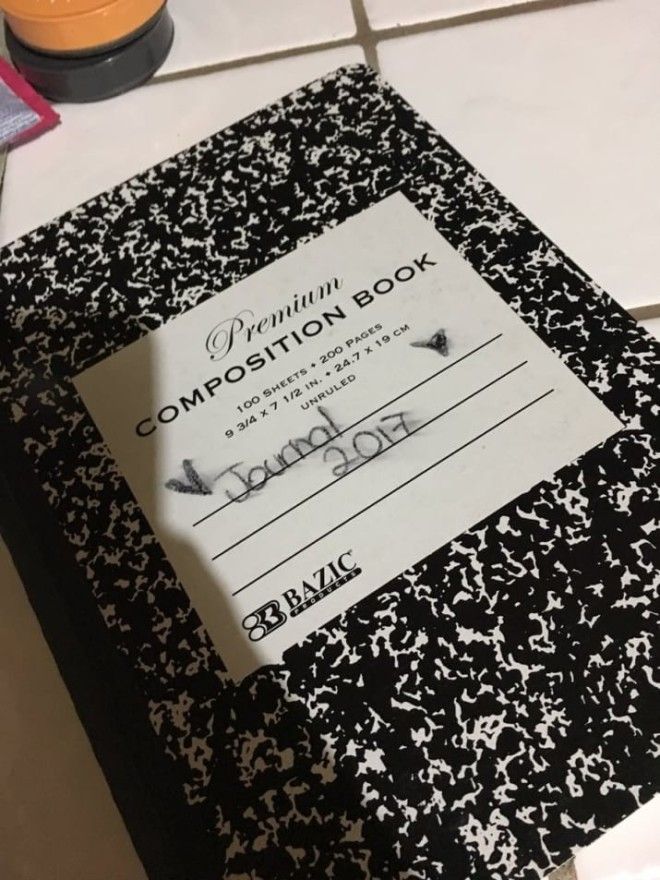 Premium
COMPOSITION BOOK
100 SHEETS • 200 PAGES
9 3/4 X 7 1/2 IN. • 24.7 X 19 CM
UNRULED
Journal
2017
BAZIC
PRODUCTS